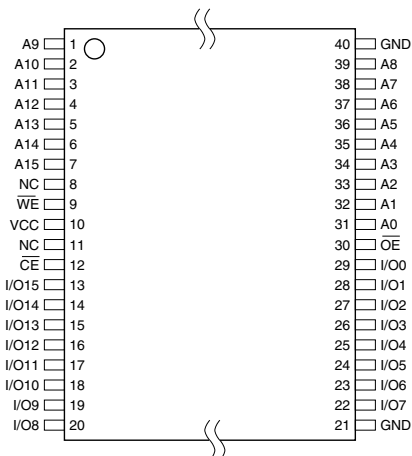 A9 1 40 GND
A10 2 39 A8
A11 3 38 A7
A12 4 37 A6
A13 5 36 A5
A14 6 35 A4
A15 7 34 A3
NC 8 33 A2
WE 9 32 A1
VCC 10 31 A0
NC 11 30 OE
CE 12 29 I/O0
I/O15 13 28 I/O1
I/O14 14 27 I/O2
I/O13 15 26 I/O3
I/O12 16 25 I/O4
I/O11 17 24 I/O5
I/O10 18 23 I/O6
I/O9 19 22 I/O7
I/O8 20 21 GND